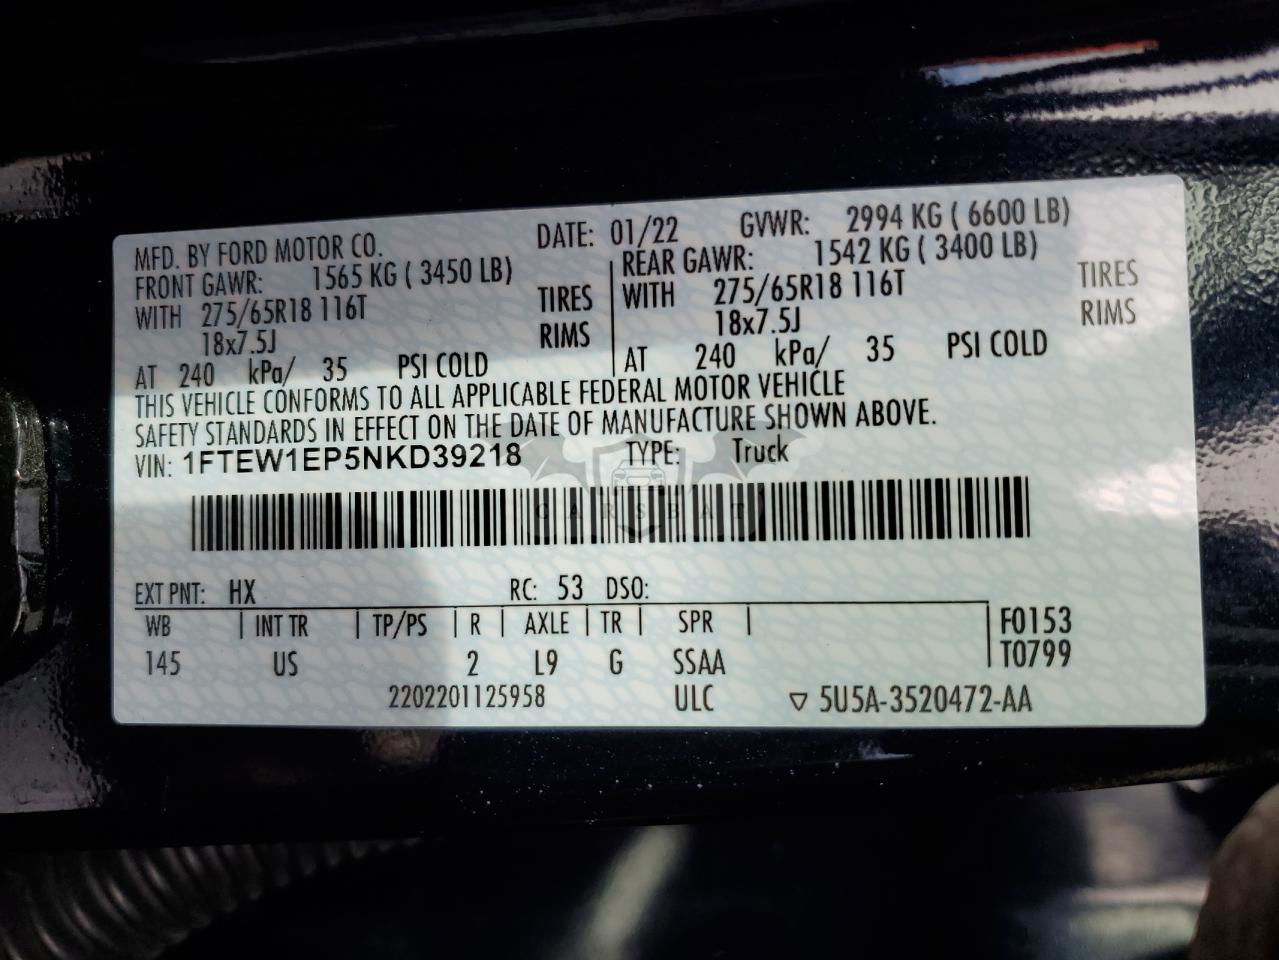 MFD. BY FORD MOTOR CO. DATE: 01/22 GVWR: 2994 KG ( 6600 LB)
FRONT GAWR: 1565 KG ( 3450 LB) REAR GAWR: 1542 KG ( 3400 LB)
WITH 275/65R18 116T TIRES WITH 275/65R18 116T TIRES
18x7.5J RIMS 18x7.5J RIMS
AT 240 kPa/ 35 PSI COLD AT 240 kPa/ 35 PSI COLD
THIS VEHICLE CONFORMS TO ALL APPLICABLE FEDERAL MOTOR VEHICLE
SAFETY STANDARDS IN EFFECT ON THE DATE OF MANUFACTURE SHOWN ABOVE.
VIN: 1FTEW1EP5NKD39218 TYPE: Truck
CARSBAT
EXT PNT: HX RC: 53 DSO:
WB INT TR TP/PS R AXLE TR SPR F0153
145 US 2 L9 G SSAA T0799
2202201125958 ULC ▽ 5U5A-3520472-AA